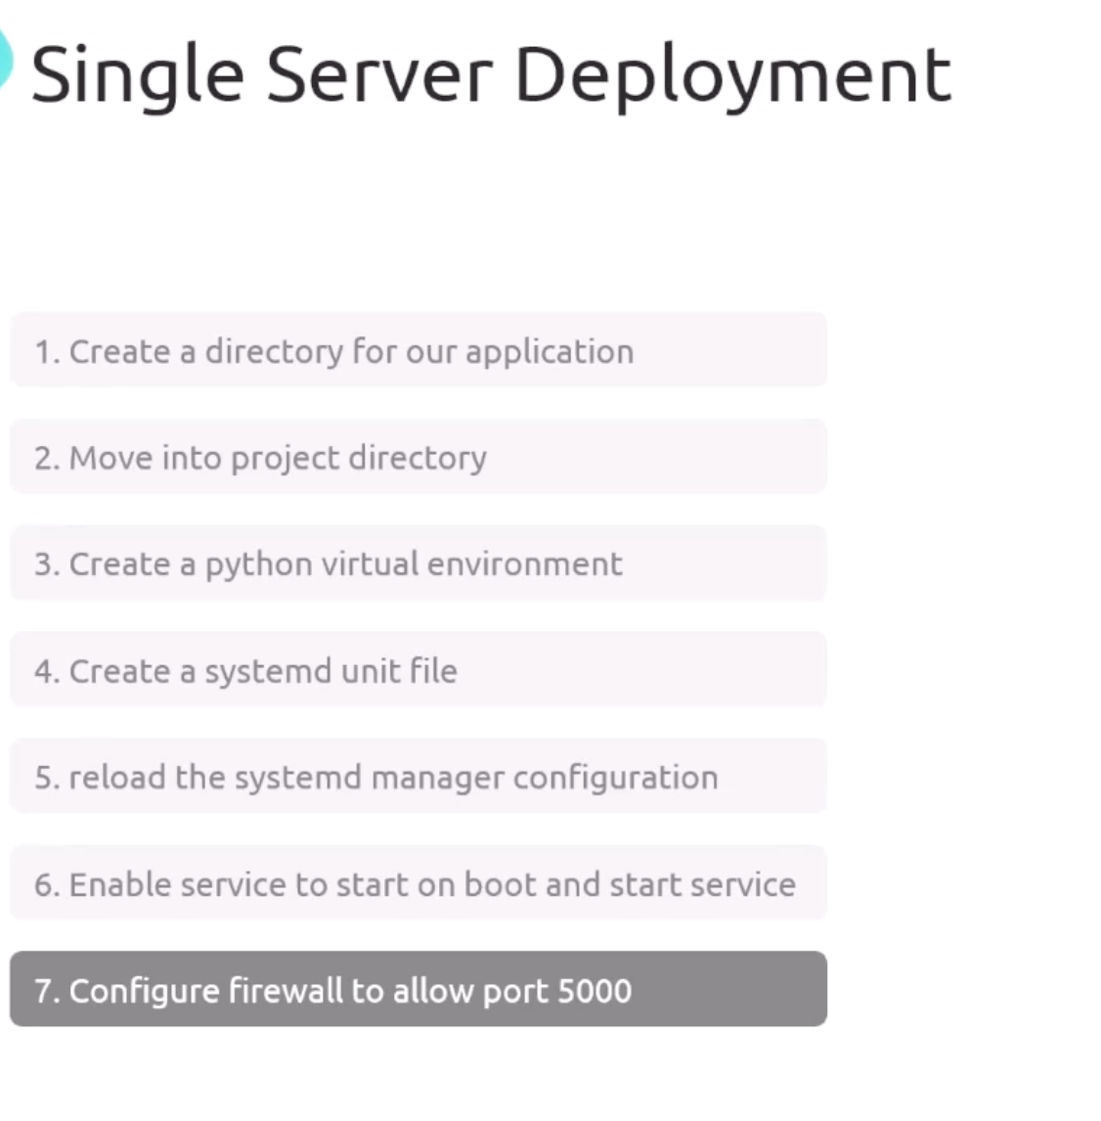 Single Server Deployment
1. Create a directory for our application
2. Move into project directory
3. Create a python virtual environment
4. Create a systemd unit file
5. reload the systemd manager configuration
6. Enable service to start on boot and start service
7. Configure firewall to allow port 5000